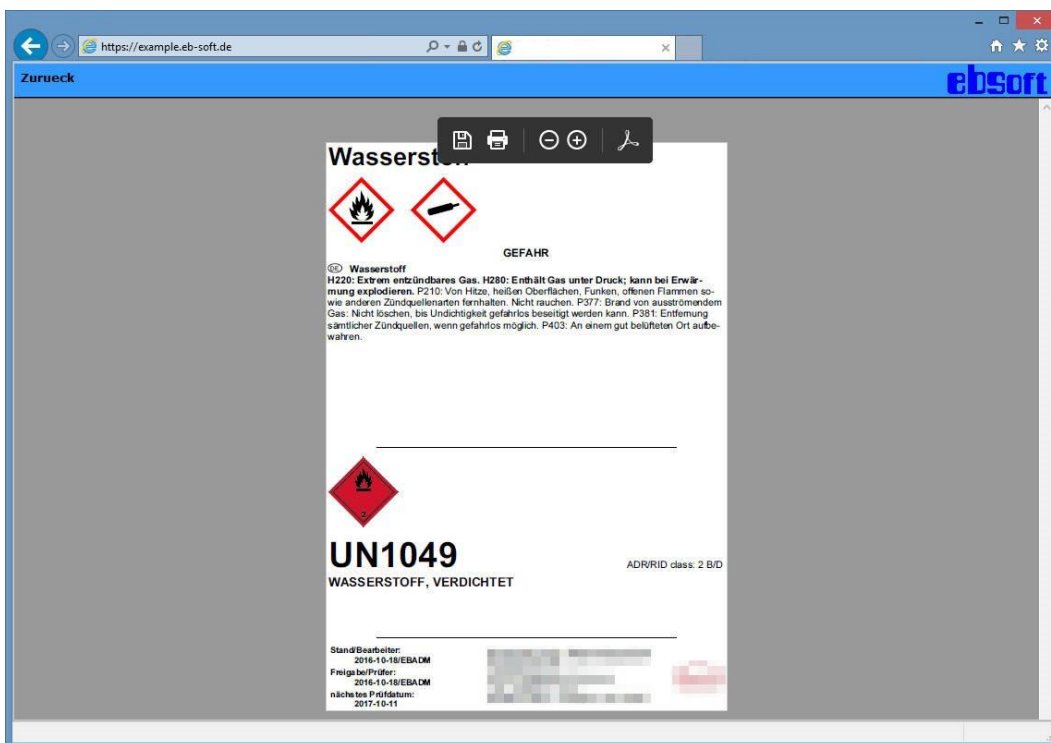 https://example.eb-soft.de
Zurueck
ebsoft
GEFAHR
DE Wasserstoff
H220: Extrem entzündbares Gas. H280: Enthält Gas unter Druck; kann bei Erwär-
mung explodieren. P210: Von Hitze, heißen Oberflächen, Funken, offenen Flammen so-
wie anderen Zündquellenarten fernhalten. Nicht rauchen. P377: Brand von ausströmendem
Gas: Nicht löschen, bis Undichtigkeit gefahrlos beseitigt werden kann. P381: Entfernung
sämtlicher Zündquellen, wenn gefahrlos möglich. P403: An einem gut belüfteten Ort aufbe-
wahren.
2
UN1049
ADR/RID class: 2 B/D
WASSERSTOFF, VERDICHTET
Stand/Bearbeiter:
2016-10-18/EBADM
Freigabe/Prüfer:
2016-10-18/EBADM
nächstes Prüfdatum:
2017-10-11